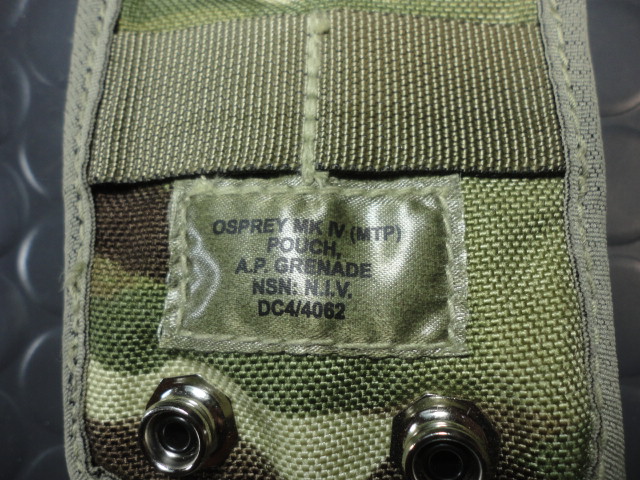 OSPREY MK IV (MTP)
POUCH,
A.P. GRENADE
NSN: N.I.V.
DC4/4062